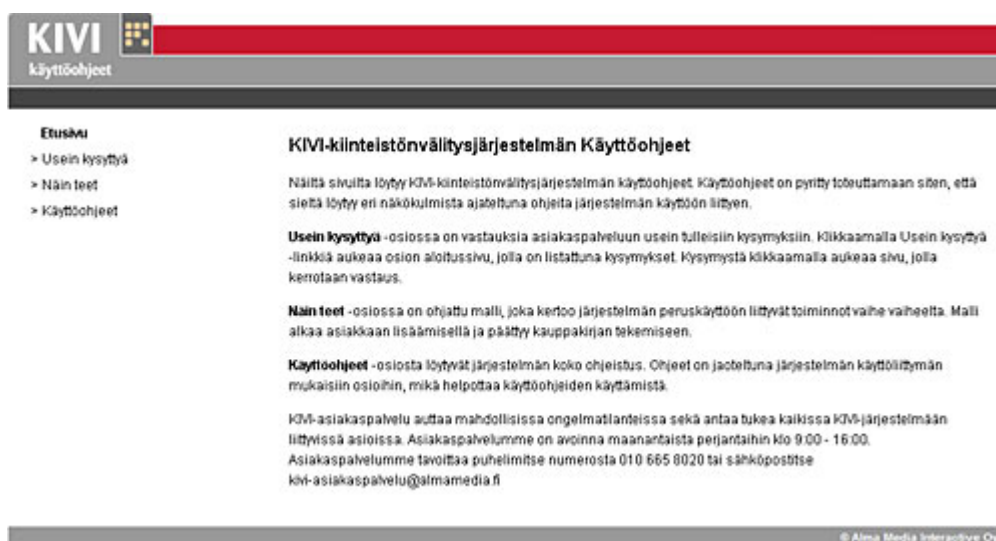 KIVI
käyttöohjeet
Etusivu
> Usein kysyttyä
> Näin teet
> Käyttöohjeet
KIVI-kiinteistönvälitysjärjestelmän Käyttöohjeet
Näiltä sivuilta löytyy KIVI-kiinteistönvälitysjärjestelmän käyttöohjeet. Käyttöohjeet on pyritty toteuttamaan siten, että
sieltä löytyy eri näkökulmista ajateltuna ohjeita järjestelmän käyttöön liittyen.
Usein kysyttyä -osiossa on vastauksia asiakaspalveluun usein tulleisiin kysymyksiin. Klikkaamalla Usein kysyttyä
-linkkiä aukeaa osion aloitussivu, jolla on listattuna kysymykset. Kysymystä klikkaamalla aukeaa sivu, jolla
kerrotaan vastaus.
Näin teet -osiossa on ohjattu malli, joka kertoo järjestelmän peruskäyttöön liittyvät toiminnot vaihe vaiheelta. Malli
alkaa asiakkaan lisäämisellä ja päättyy kauppakirjan tekemiseen.
Käyttöohjeet -osiosta löytyvät järjestelmän koko ohjeistus. Ohjeet on jaoteltuna järjestelmän käyttöliittymän
mukaisiin osioihin, mikä helpottaa käyttöohjeiden käyttämistä.
KIVI-asiakaspalvelu auttaa mahdollisissa ongelmatilanteissa sekä antaa tukea kaikissa KIVI-järjestelmään
liittyvissä asioissa. Asiakaspalvelumme on avoinna maanantaista perjantaihin klo 9:00 - 16:00.
Asiakaspalvelumme tavoittaa puhelimitse numerosta 010 665 8020 tai sähköpostitse
kivi-asiakaspalvelu@almamedia.fi
© Alma Media Interactive Oy